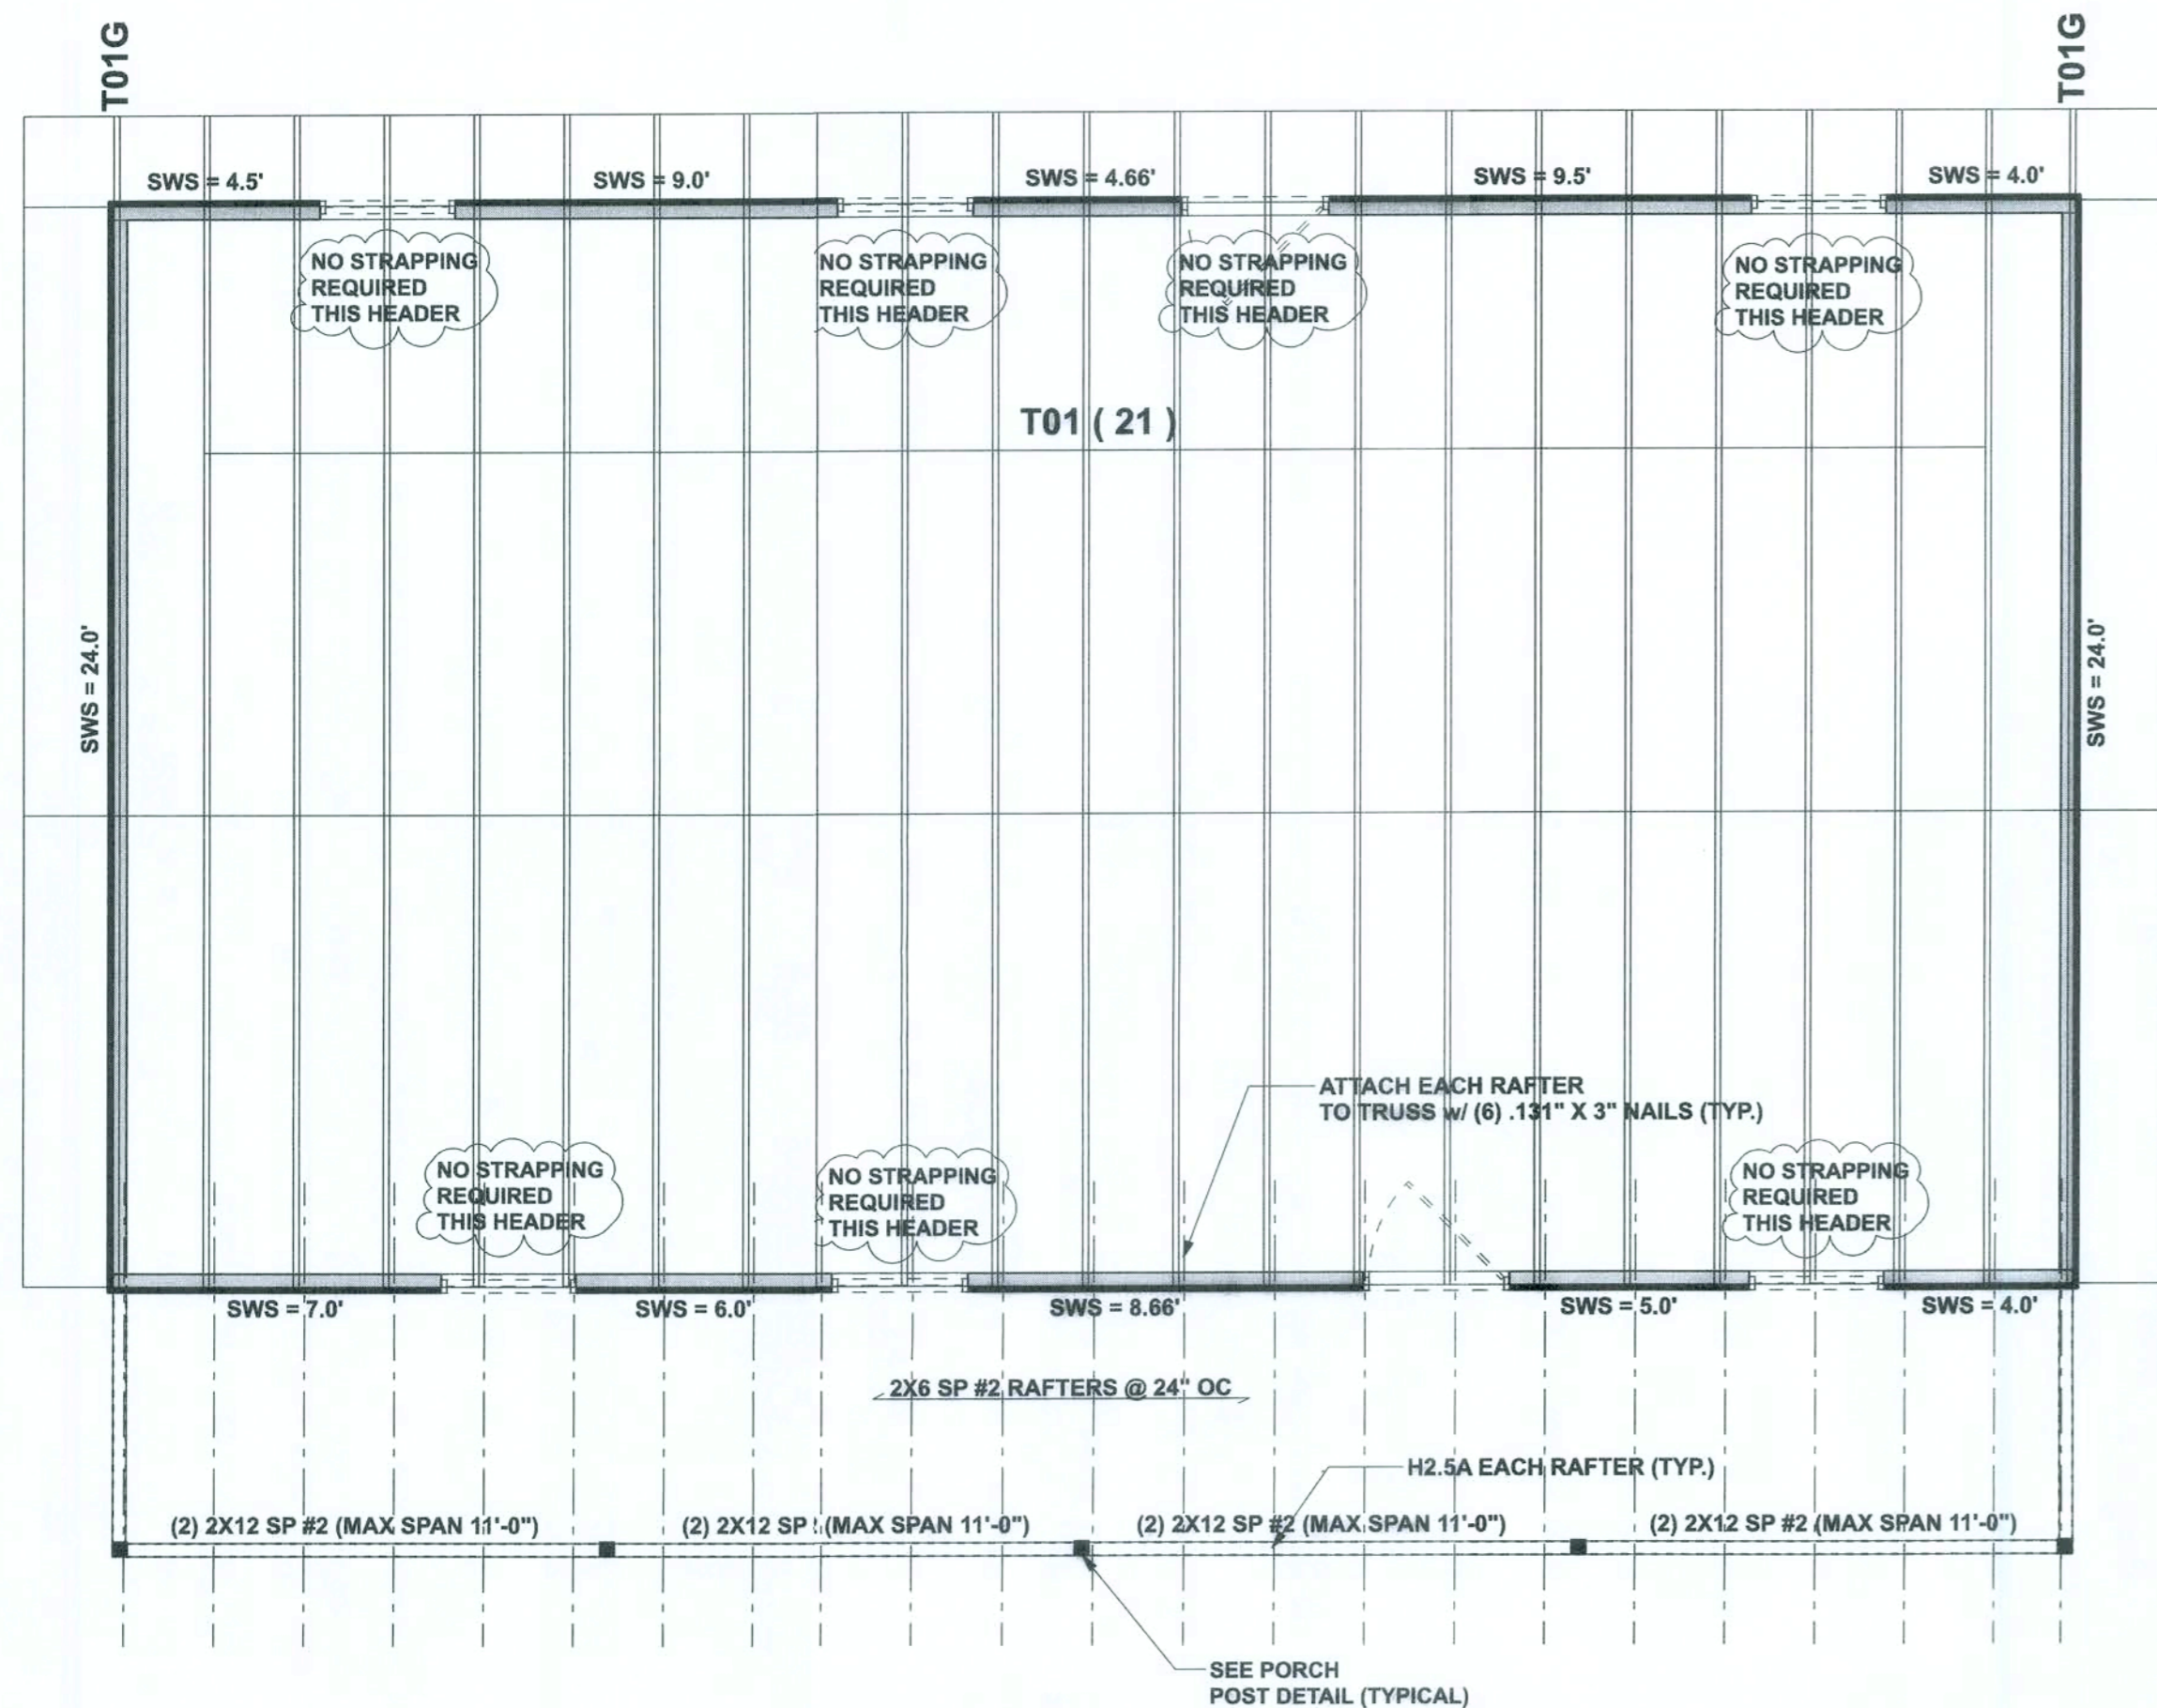 T01G
T01G
SWS = 4.5'
SWS = 9.0'
SWS = 4.66'
SWS = 9.5'
SWS = 4.0'
NO STRAPPING
REQUIRED
THIS HEADER
NO STRAPPING
REQUIRED
THIS HEADER
NO STRAPPING
REQUIRED
THIS HEADER
NO STRAPPING
REQUIRED
THIS HEADER
T01 ( 21 )
SWS = 24.0'
SWS = 24.0'
ATTACH EACH RAFTER
TO TRUSS w/ (6) .131" X 3" NAILS (TYP.)
NO STRAPPING
REQUIRED
THIS HEADER
NO STRAPPING
REQUIRED
THIS HEADER
NO STRAPPING
REQUIRED
THIS HEADER
SWS = 7.0'
SWS = 6.0'
SWS = 8.66'
SWS = 5.0'
SWS = 4.0'
2X6 SP #2 RAFTERS @ 24" OC
H2.5A EACH RAFTER (TYP.)
(2) 2X12 SP #2 (MAX SPAN 11'-0")
(2) 2X12 SP (MAX SPAN 11'-0")
(2) 2X12 SP #2 (MAX SPAN 11'-0")
(2) 2X12 SP #2 (MAX SPAN 11'-0")
SEE PORCH
POST DETAIL (TYPICAL)